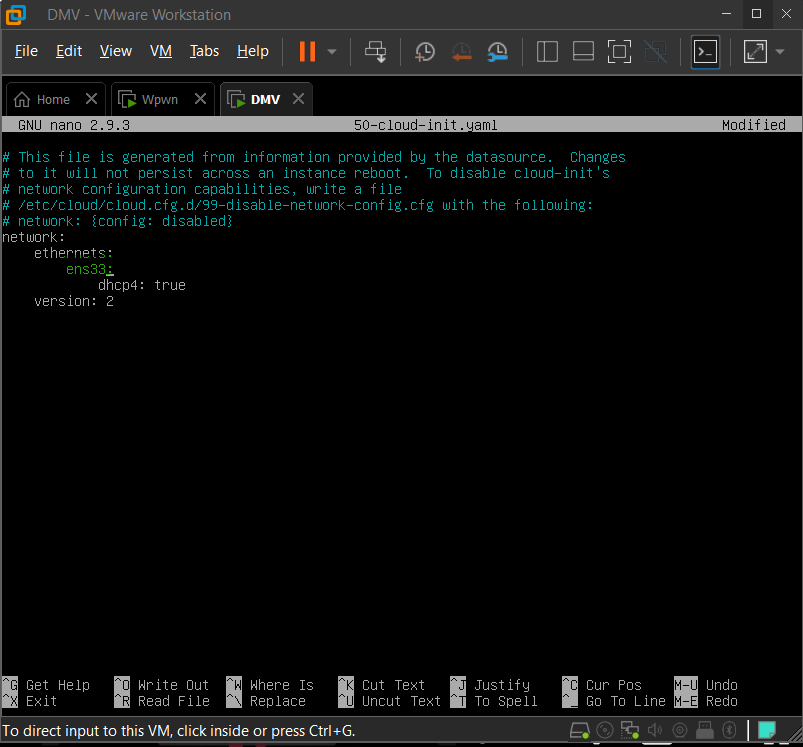 DMV - VMware Workstation
File Edit View VM Tabs Help
Home Wpwn DMV
GNU nano 2.9.3 50-cloud-init.yaml Modified
# This file is generated from information provided by the datasource.  Changes
# to it will not persist across an instance reboot.  To disable cloud-init's
# network configuration capabilities, write a file
# /etc/cloud/cloud.cfg.d/99-disable-network-config.cfg with the following:
# network: {config: disabled}
network:
    ethernets:
        ens33:
            dhcp4: true
    version: 2
^G Get Help ^O Write Out ^W Where Is ^K Cut Text ^J Justify ^C Cur Pos M-U Undo
^X Exit ^R Read File ^\ Replace ^U Uncut Text ^T To Spell ^_ Go To Line M-E Redo
To direct input to this VM, click inside or press Ctrl+G.